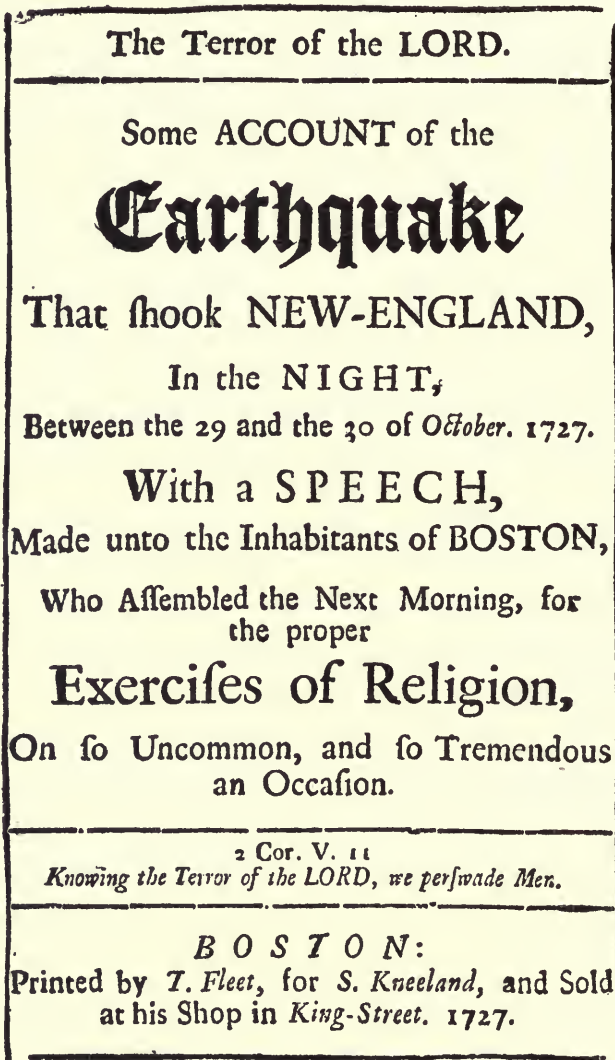 The Terror of the LORD.
Some ACCOUNT of the
Earthquake
That ſhook NEW-ENGLAND,
In the NIGHT,
Between the 29 and the 30 of October. 1727.
With a SPEECH,
Made unto the Inhabitants of BOSTON,
Who Aſſembled the Next Morning, for
the proper
Exerciſes of Religion,
On ſo Uncommon, and ſo Tremendous
an Occaſion.
2 Cor. V. 11
Knowing the Terror of the LORD, we perſwade Men.
BOSTON:
Printed by T. Fleet, for S. Kneeland, and Sold
at his Shop in King-Street. 1727.